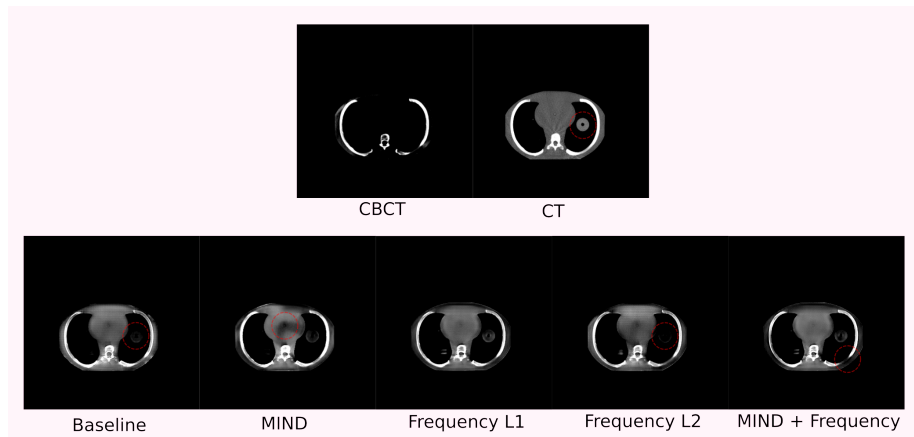 CBCT
CT
Baseline
MIND
Frequency L1
Frequency L2
MIND + Frequency